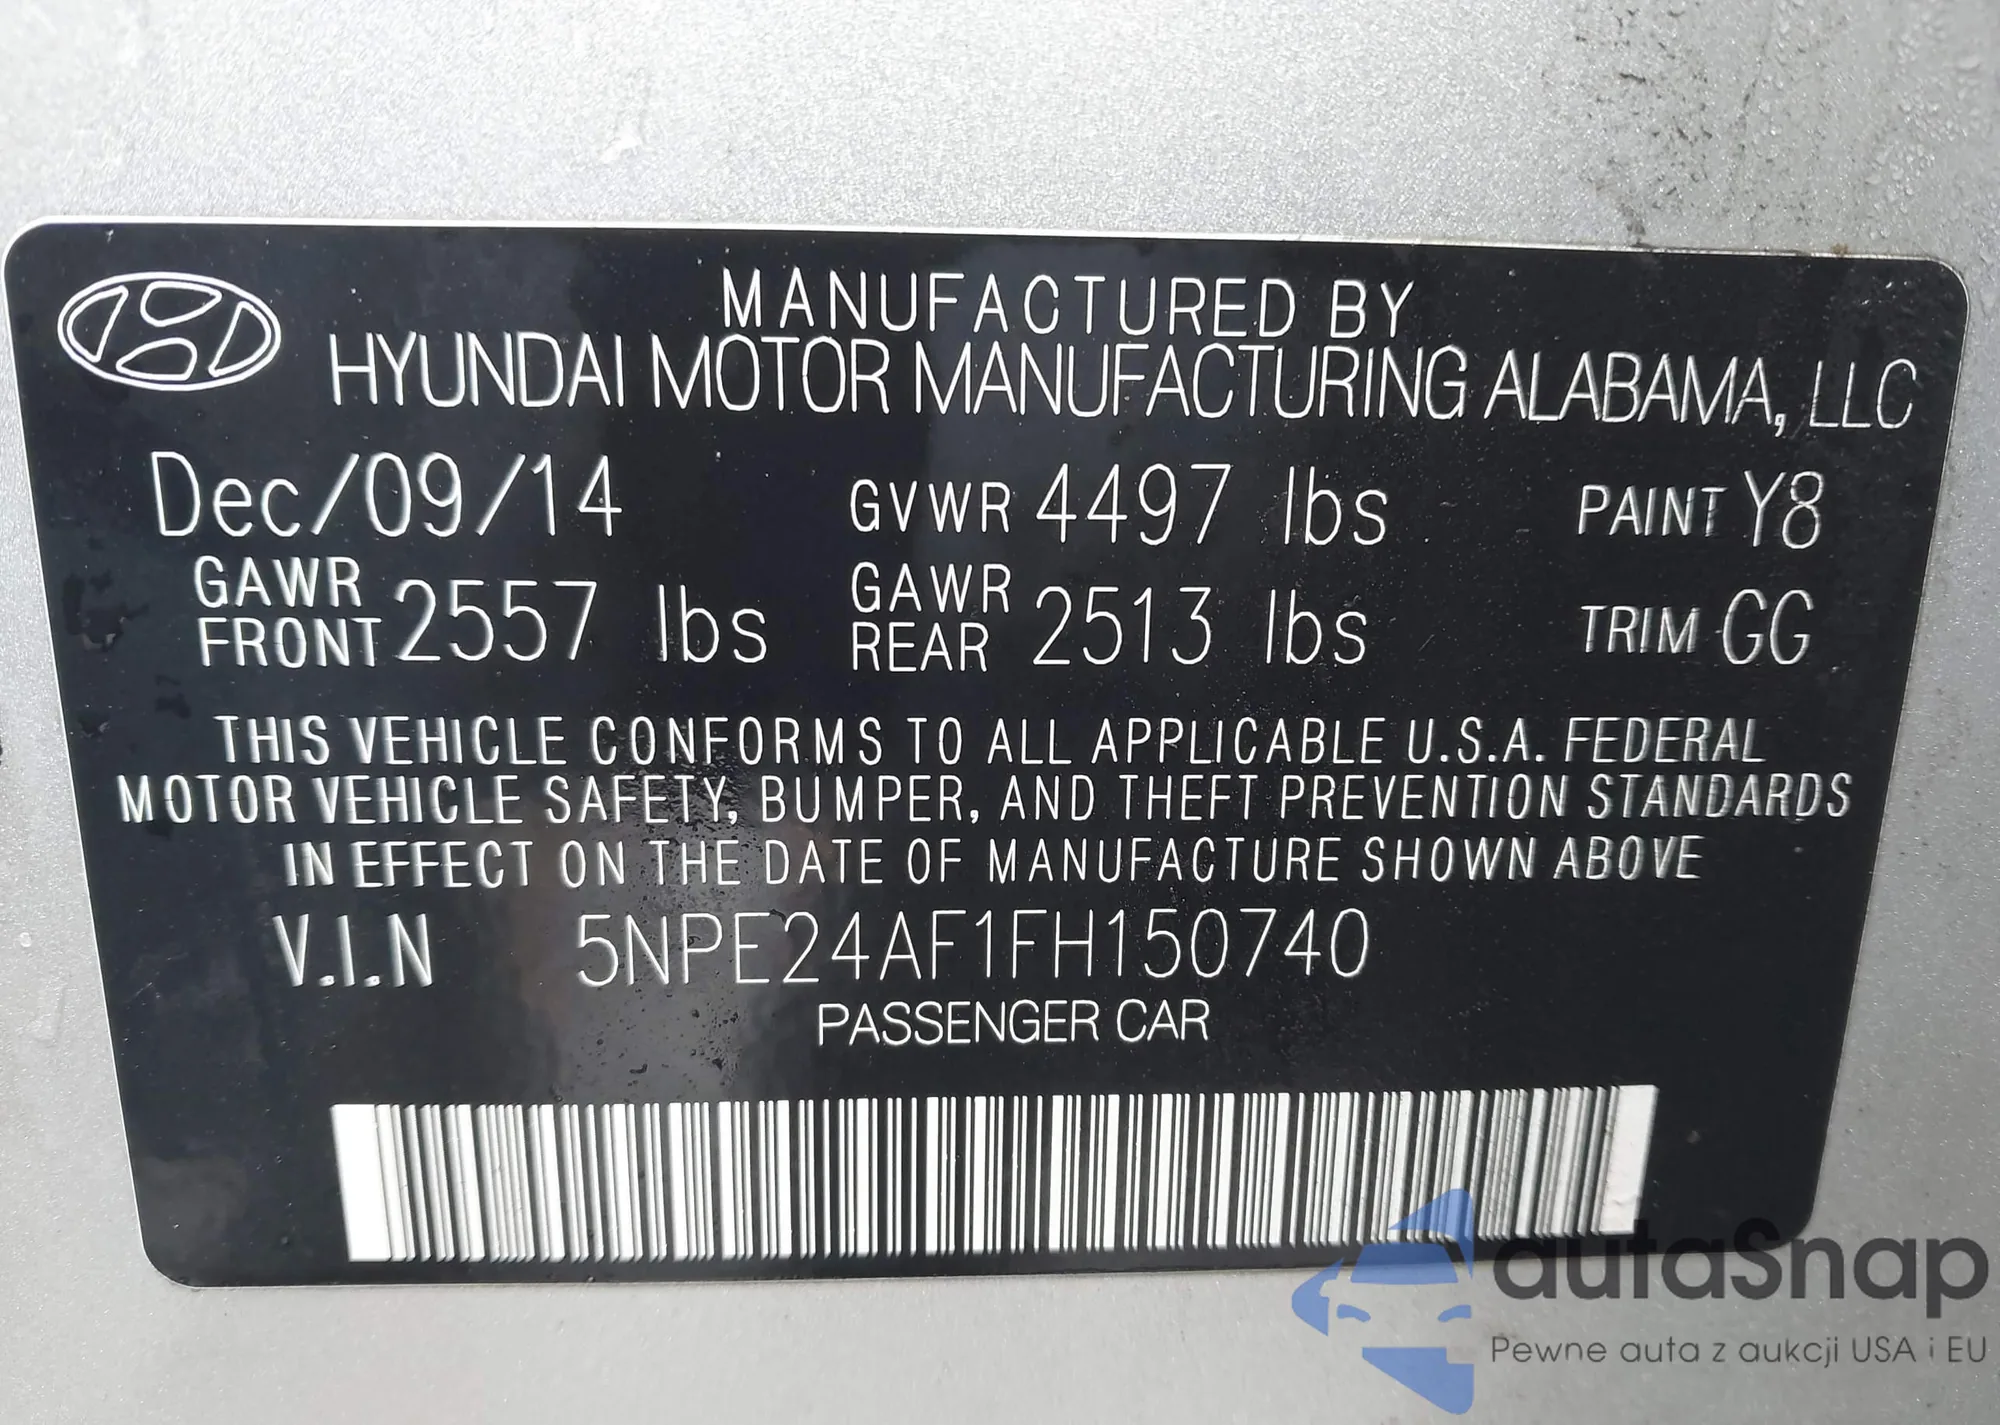 MANUFACTURED BY
HYUNDAI MOTOR MANUFACTURING ALABAMA, LLC
Dec/09/14 GVWR 4497 lbs PAINT Y8
GAWR FRONT 2557 lbs GAWR REAR 2513 lbs TRIM GG
THIS VEHICLE CONFORMS TO ALL APPLICABLE U.S.A. FEDERAL
MOTOR VEHICLE SAFETY, BUMPER, AND THEFT PREVENTION STANDARDS
IN EFFECT ON THE DATE OF MANUFACTURE SHOWN ABOVE
V.I.N 5NPE24AF1FH150740
PASSENGER CAR
autaSnap
Pewne auta z aukcji USA i EU